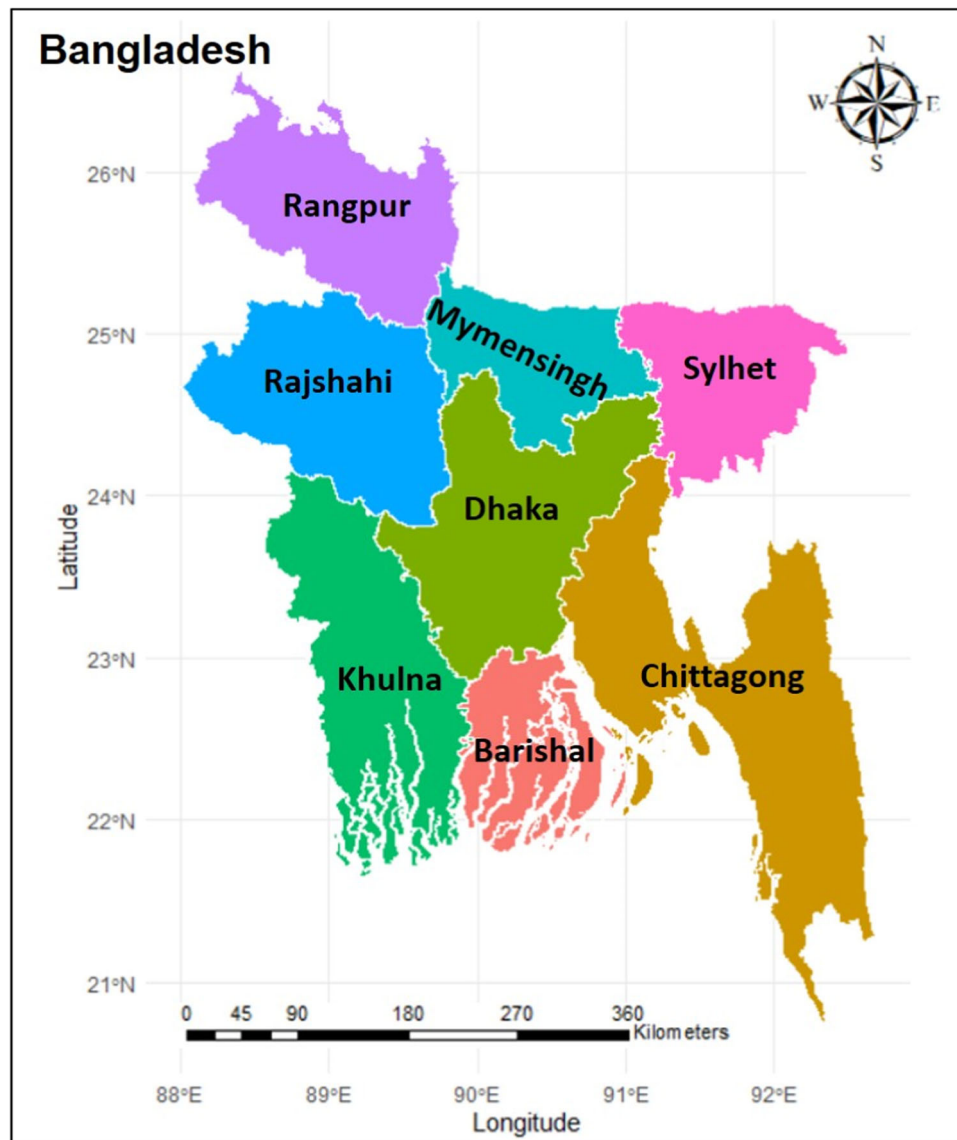 Bangladesh
N
W E
S
26°N
Rangpur
25°N
Mymensingh
Sylhet
Rajshahi
24°N
Dhaka
Latitude
23°N
Khulna
Chittagong
Barishal
22°N
21°N
0 45 90 180 270 360
Kilometers
88°E 89°E 90°E 91°E 92°E
Longitude